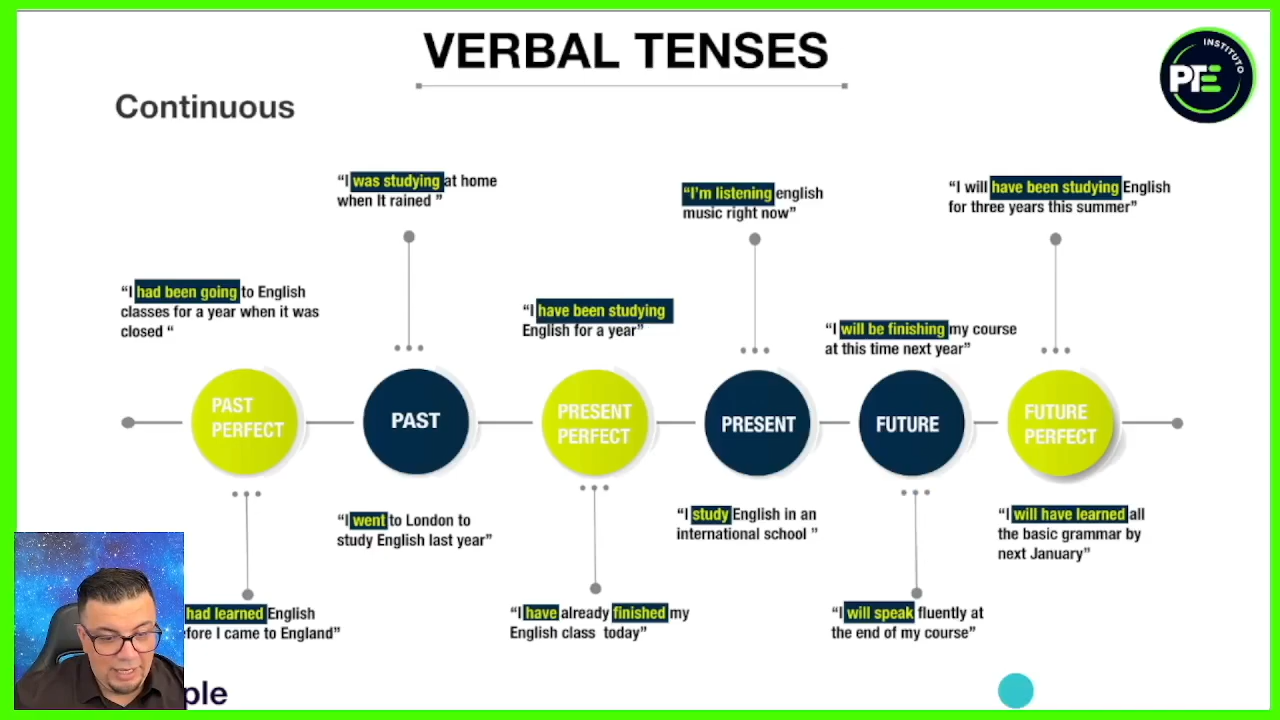 VERBAL TENSES
INSTITUTO
PTE
Continuous
“I was studying at home
when It rained ”
“I’m listening english
music right now”
“I will have been studying English
for three years this summer”
“I had been going to English
classes for a year when it was
closed “
“I have been studying
English for a year”
“I will be finishing my course
at this time next year”
PAST
PERFECT
PAST
PRESENT
PERFECT
PRESENT
FUTURE
FUTURE
PERFECT
“I went to London to
study English last year”
“I study English in an
international school ”
“I will have learned all
the basic grammar by
next January”
had learned English
efore I came to England”
“I have already finished my
English class today”
“I will speak fluently at
the end of my course”
ple